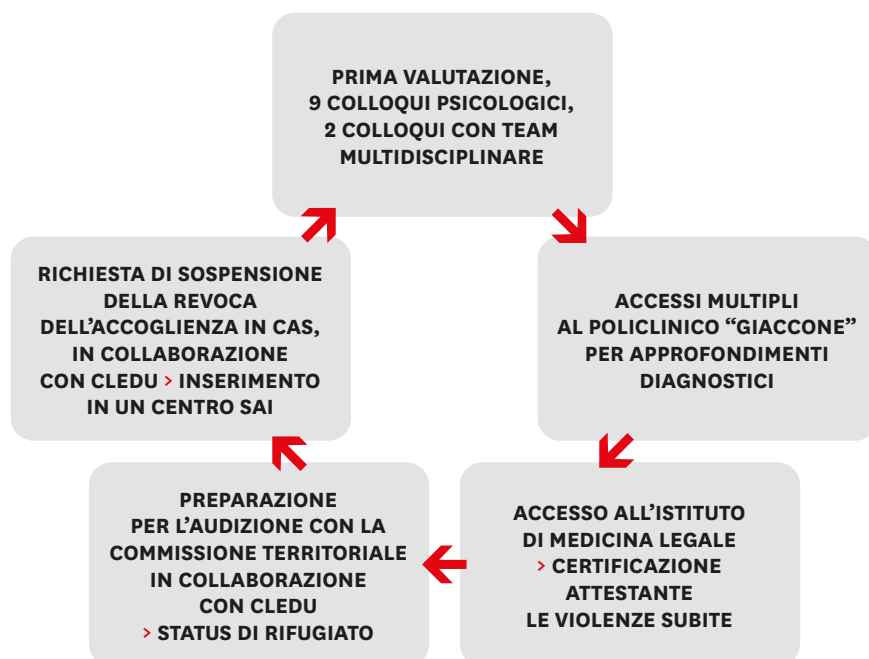 PRIMA VALUTAZIONE,
9 COLLOQUI PSICOLOGICI,
2 COLLOQUI CON TEAM
MULTIDISCIPLINARE
ACCESSI MULTIPLI
AL POLICLINICO “GIACCONE”
PER APPROFONDIMENTI
DIAGNOSTICI
ACCESSO ALL’ISTITUTO
DI MEDICINA LEGALE
> CERTIFICAZIONE
ATTESTANTE
LE VIOLENZE SUBITE
PREPARAZIONE
PER L’AUDIZIONE CON LA
COMMISSIONE TERRITORIALE
IN COLLABORAZIONE
CON CLEDU
> STATUS DI RIFUGIATO
RICHIESTA DI SOSPENSIONE
DELLA REVOCA
DELL’ACCOGLIENZA IN CAS,
IN COLLABORAZIONE
CON CLEDU > INSERIMENTO
IN UN CENTRO SAI